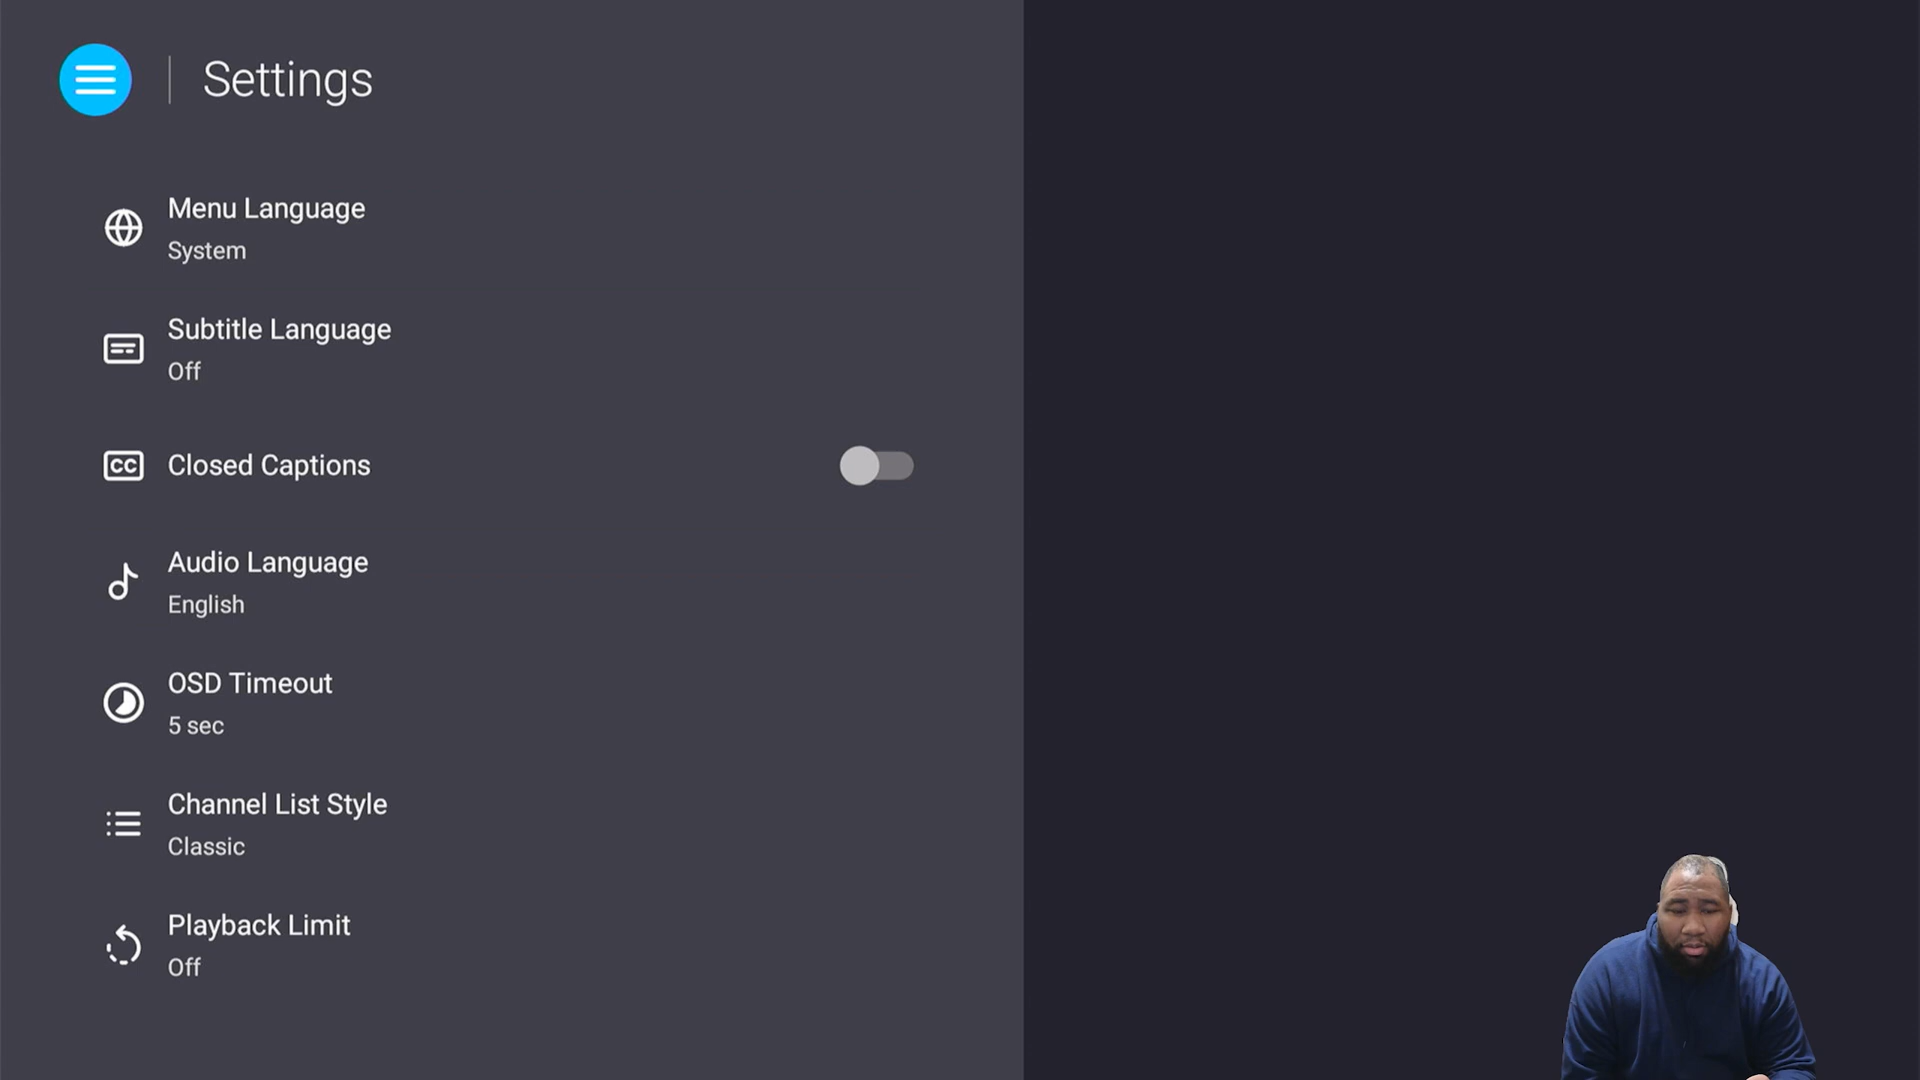 Settings
Menu Language
System
Subtitle Language
Off
CC Closed Captions
Audio Language
English
OSD Timeout
5 sec
Channel List Style
Classic
Playback Limit
Off